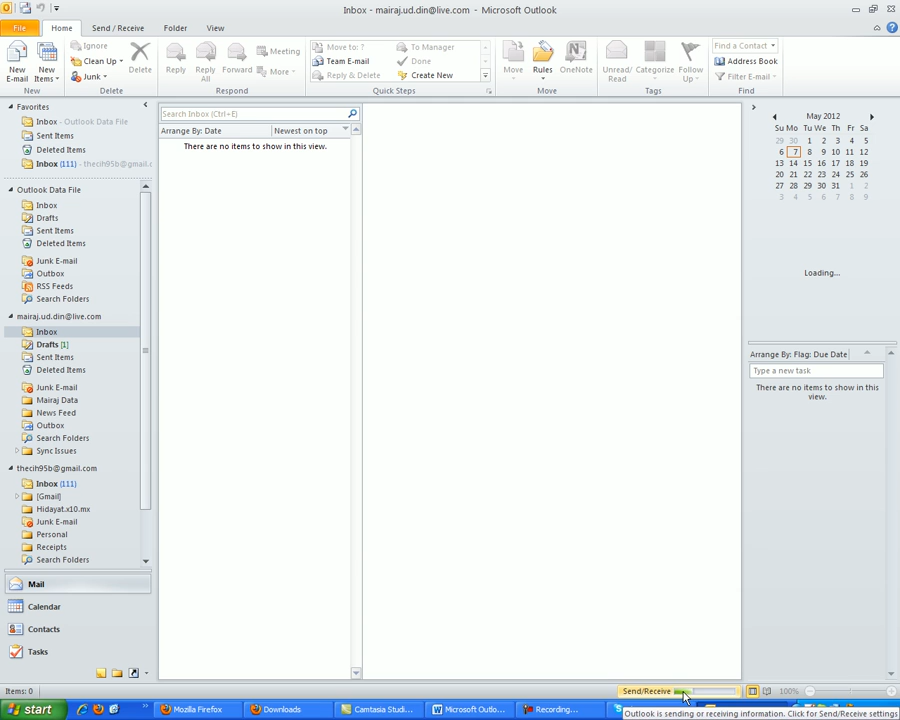 Inbox - mairaj.ud.din@live.com - Microsoft Outlook
File Home Send / Receive Folder View
New E-mail
New Items
New
Ignore
Clean Up
Junk
Delete
Delete
Reply
Reply All
Forward
Meeting
More
Respond
Move to: ?
Team E-mail
Reply & Delete
To Manager
Done
Create New
Quick Steps
Move
Rules
OneNote
Move
Unread/ Read
Categorize
Follow Up
Tags
Find a Contact
Address Book
Filter E-mail
Find
Favorites
Inbox - Outlook Data File
Sent Items
Deleted Items
Inbox (111) - thecih95b@gmail.c
Outlook Data File
Inbox
Drafts
Sent Items
Deleted Items
Junk E-mail
Outbox
RSS Feeds
Search Folders
mairaj.ud.din@live.com
Inbox
Drafts [1]
Sent Items
Deleted Items
Junk E-mail
Mairaj Data
News Feed
Outbox
Search Folders
Sync Issues
thecih95b@gmail.com
Inbox (111)
[Gmail]
Hidayat.x10.mx
Junk E-mail
Personal
Receipts
Search Folders
Mail
Calendar
Contacts
Tasks
Search Inbox (Ctrl+E)
Arrange By: Date Newest on top
There are no items to show in this view.
May 2012
Su Mo Tu We Th Fr Sa
29 30 1 2 3 4 5
6 7 8 9 10 11 12
13 14 15 16 17 18 19
20 21 22 23 24 25 26
27 28 29 30 31 1 2
3 4 5 6 7 8 9
Loading...
Arrange By: Flag: Due Date
Type a new task
There are no items to show in this
view.
Items: 0
Send/Receive
100%
start
Mozilla Firefox
Downloads
Camtasia Studi...
Microsoft Outlo...
Recording...
Outlook is sending or receiving information. Click for Send/Receive settings